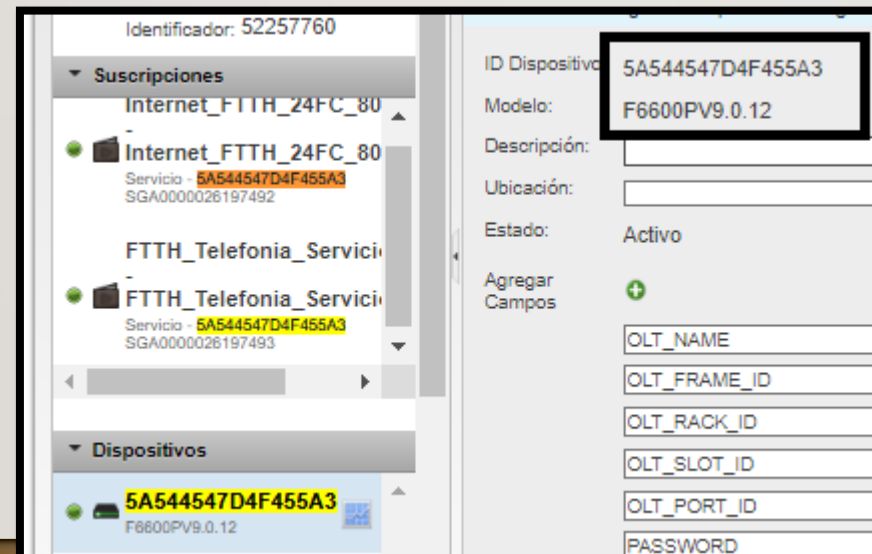 Identificador: 52257760
Suscripciones
Internet_FTTH_24FC_80
-
Internet_FTTH_24FC_80
Servicio - 5A544547D4F455A3
SGA0000026197492
FTTH_Telefonia_Servici
-
FTTH_Telefonia_Servici
Servicio - 5A544547D4F455A3
SGA0000026197493
Dispositivos
5A544547D4F455A3
F6600PV9.0.12
ID Dispositivo
5A544547D4F455A3
Modelo:
F6600PV9.0.12
Descripción:
Ubicación:
Estado:
Activo
Agregar
Campos
OLT_NAME
OLT_FRAME_ID
OLT_RACK_ID
OLT_SLOT_ID
OLT_PORT_ID
PASSWORD